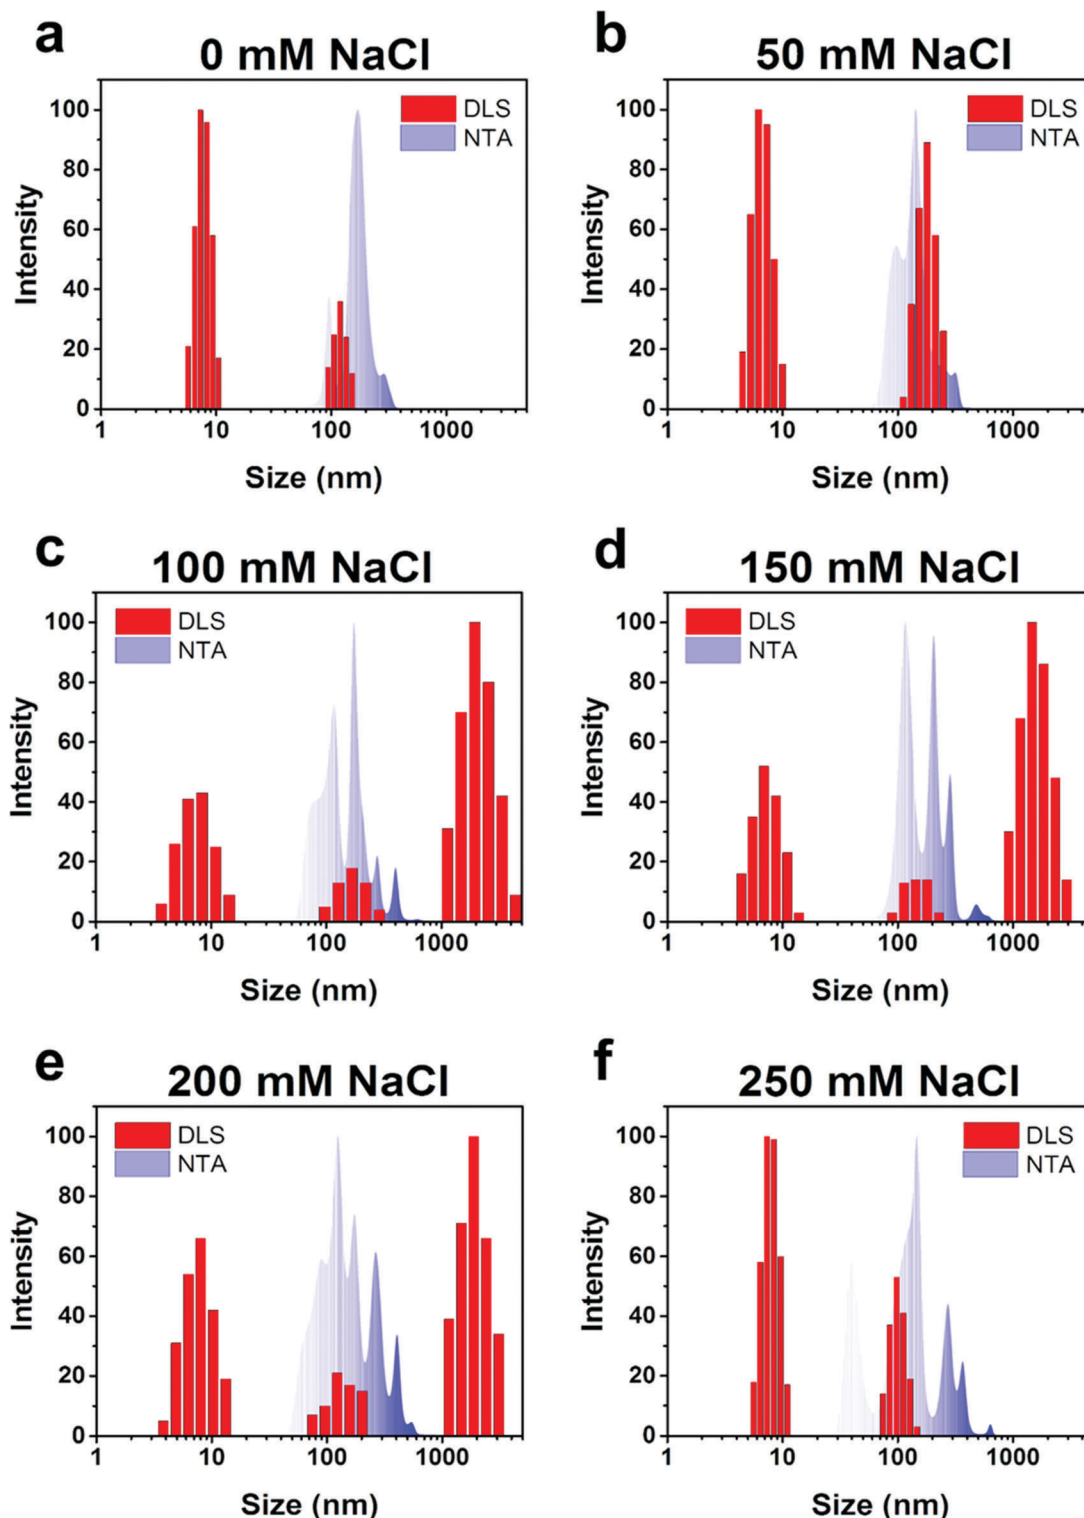 a
0 mM NaCl
DLS
NTA
Intensity
100
80
60
40
20
0
1
10
100
1000
Size (nm)
b
50 mM NaCl
DLS
NTA
Intensity
100
80
60
40
20
0
1
10
100
1000
Size (nm)
c
100 mM NaCl
DLS
NTA
Intensity
100
80
60
40
20
0
1
10
100
1000
Size (nm)
d
150 mM NaCl
DLS
NTA
Intensity
100
80
60
40
20
0
1
10
100
1000
Size (nm)
e
200 mM NaCl
DLS
NTA
Intensity
100
80
60
40
20
0
1
10
100
1000
Size (nm)
f
250 mM NaCl
DLS
NTA
Intensity
100
80
60
40
20
0
1
10
100
1000
Size (nm)